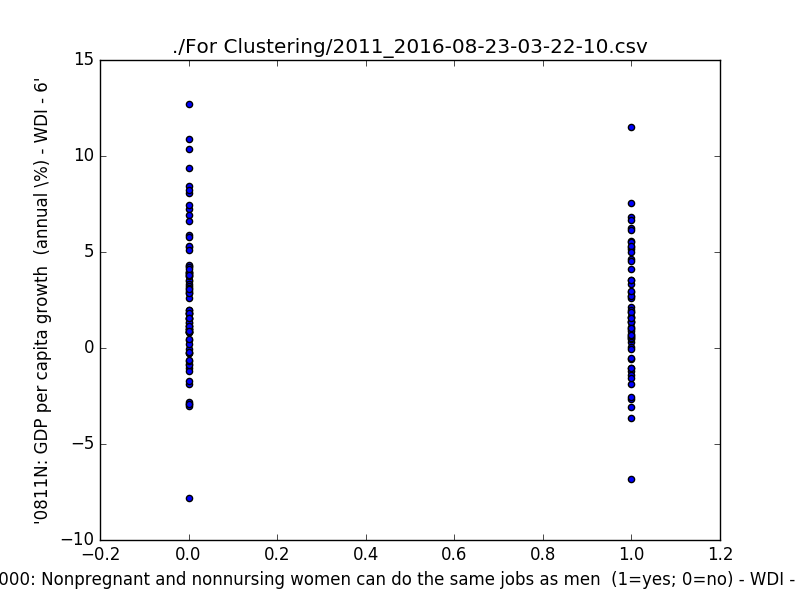 ./For Clustering/2011_2016-08-23-03-22-10.csv
15
10
5
0
−5
−10
'0811N: GDP per capita growth  (annual \%) - WDI - 6'
−0.2 0.0 0.2 0.4 0.6 0.8 1.0 1.2
000: Nonpregnant and nonnursing women can do the same jobs as men  (1=yes; 0=no) - WDI -